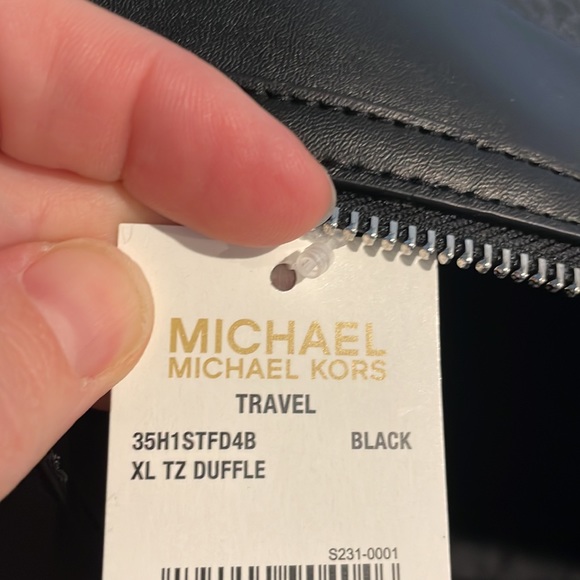 MICHAEL
MICHAEL KORS
TRAVEL
35H1STFD4B BLACK
XL TZ DUFFLE
S231-0001